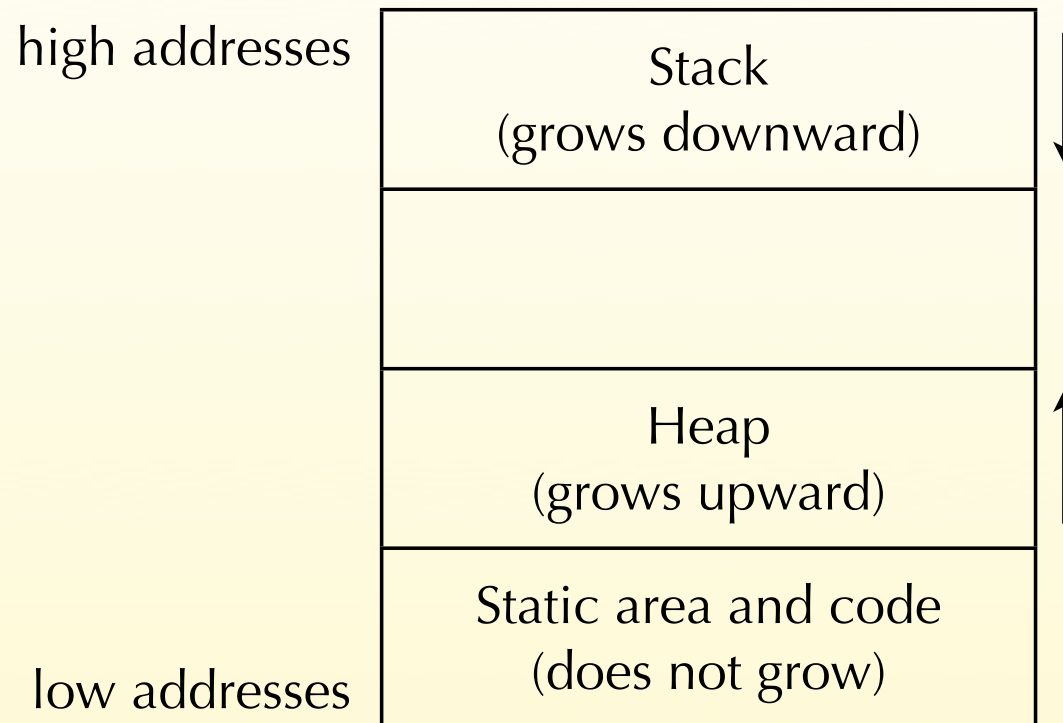 high addresses
Stack
(grows downward)
Heap
(grows upward)
Static area and code
(does not grow)
low addresses